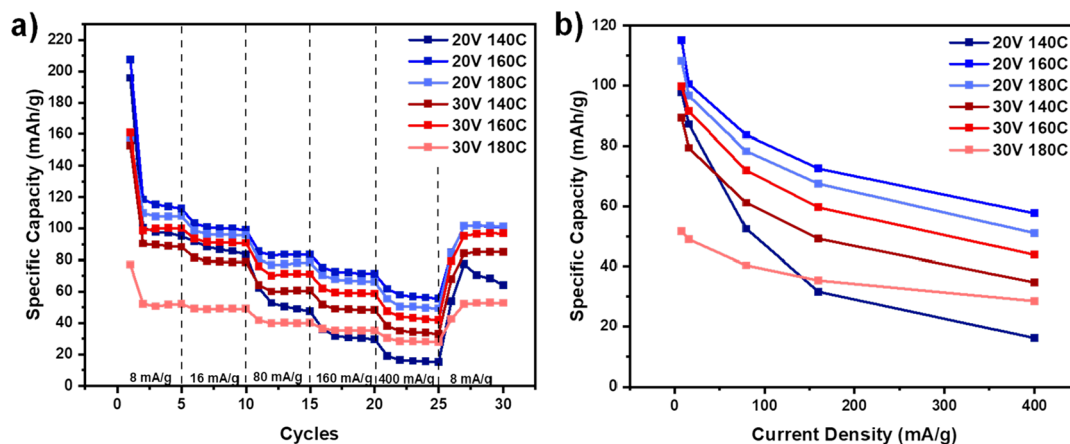 a)
20V 140C
20V 160C
20V 180C
30V 140C
30V 160C
30V 180C
Specific Capacity (mAh/g)
220
200
180
160
140
120
100
80
60
40
20
0
8 mA/g 16 mA/g 80 mA/g 160 mA/g 400 mA/g 8 mA/g
0 5 10 15 20 25 30
Cycles
b)
20V 140C
20V 160C
20V 180C
30V 140C
30V 160C
30V 180C
Specific Capacity (mAh/g)
120
100
80
60
40
20
0
0 100 200 300 400
Current Density (mA/g)